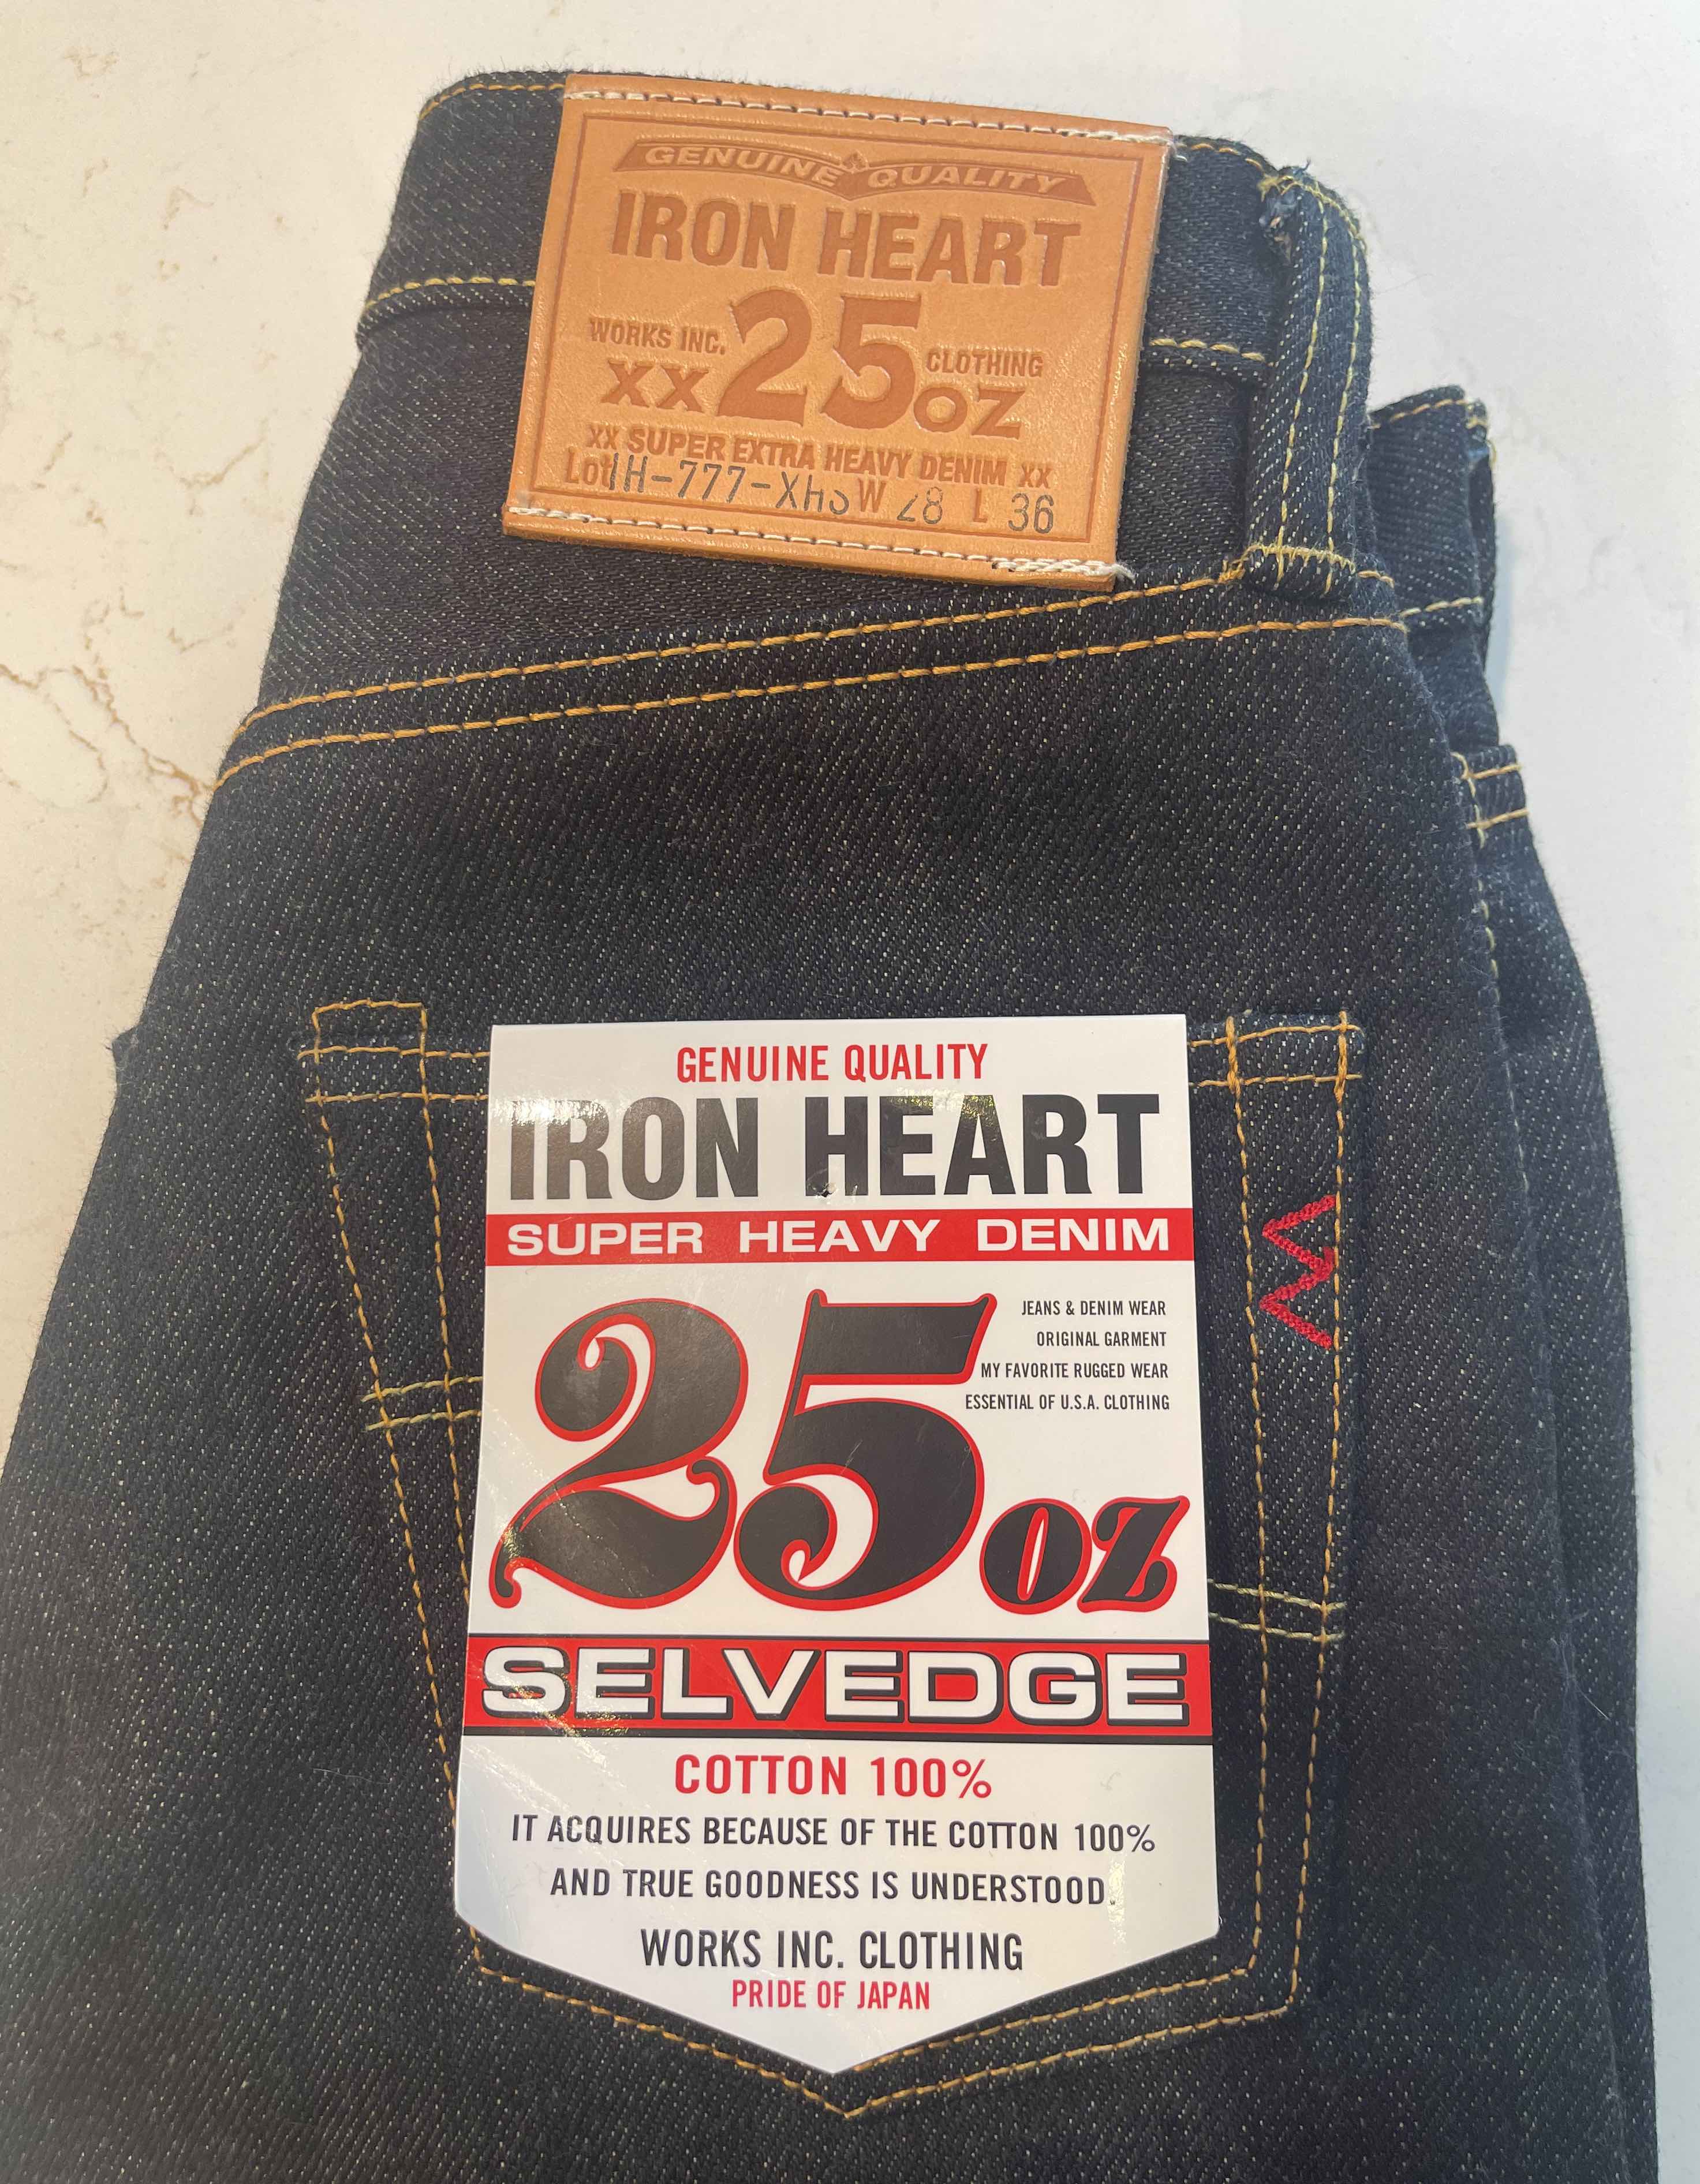 GENUINE QUALITY
IRON HEART
WORKS INC. 25 CLOTHING
XX OZ
XX SUPER EXTRA HEAVY DENIM XX
Lot IH-777-XHS W 28 L 36
GENUINE QUALITY
IRON HEART
SUPER HEAVY DENIM
25 oz
JEANS & DENIM WEAR
ORIGINAL GARMENT
MY FAVORITE RUGGED WEAR
ESSENTIAL OF U.S.A. CLOTHING
SELVEDGE
COTTON 100%
IT ACQUIRES BECAUSE OF THE COTTON 100%
AND TRUE GOODNESS IS UNDERSTOOD.
WORKS INC. CLOTHING
PRIDE OF JAPAN